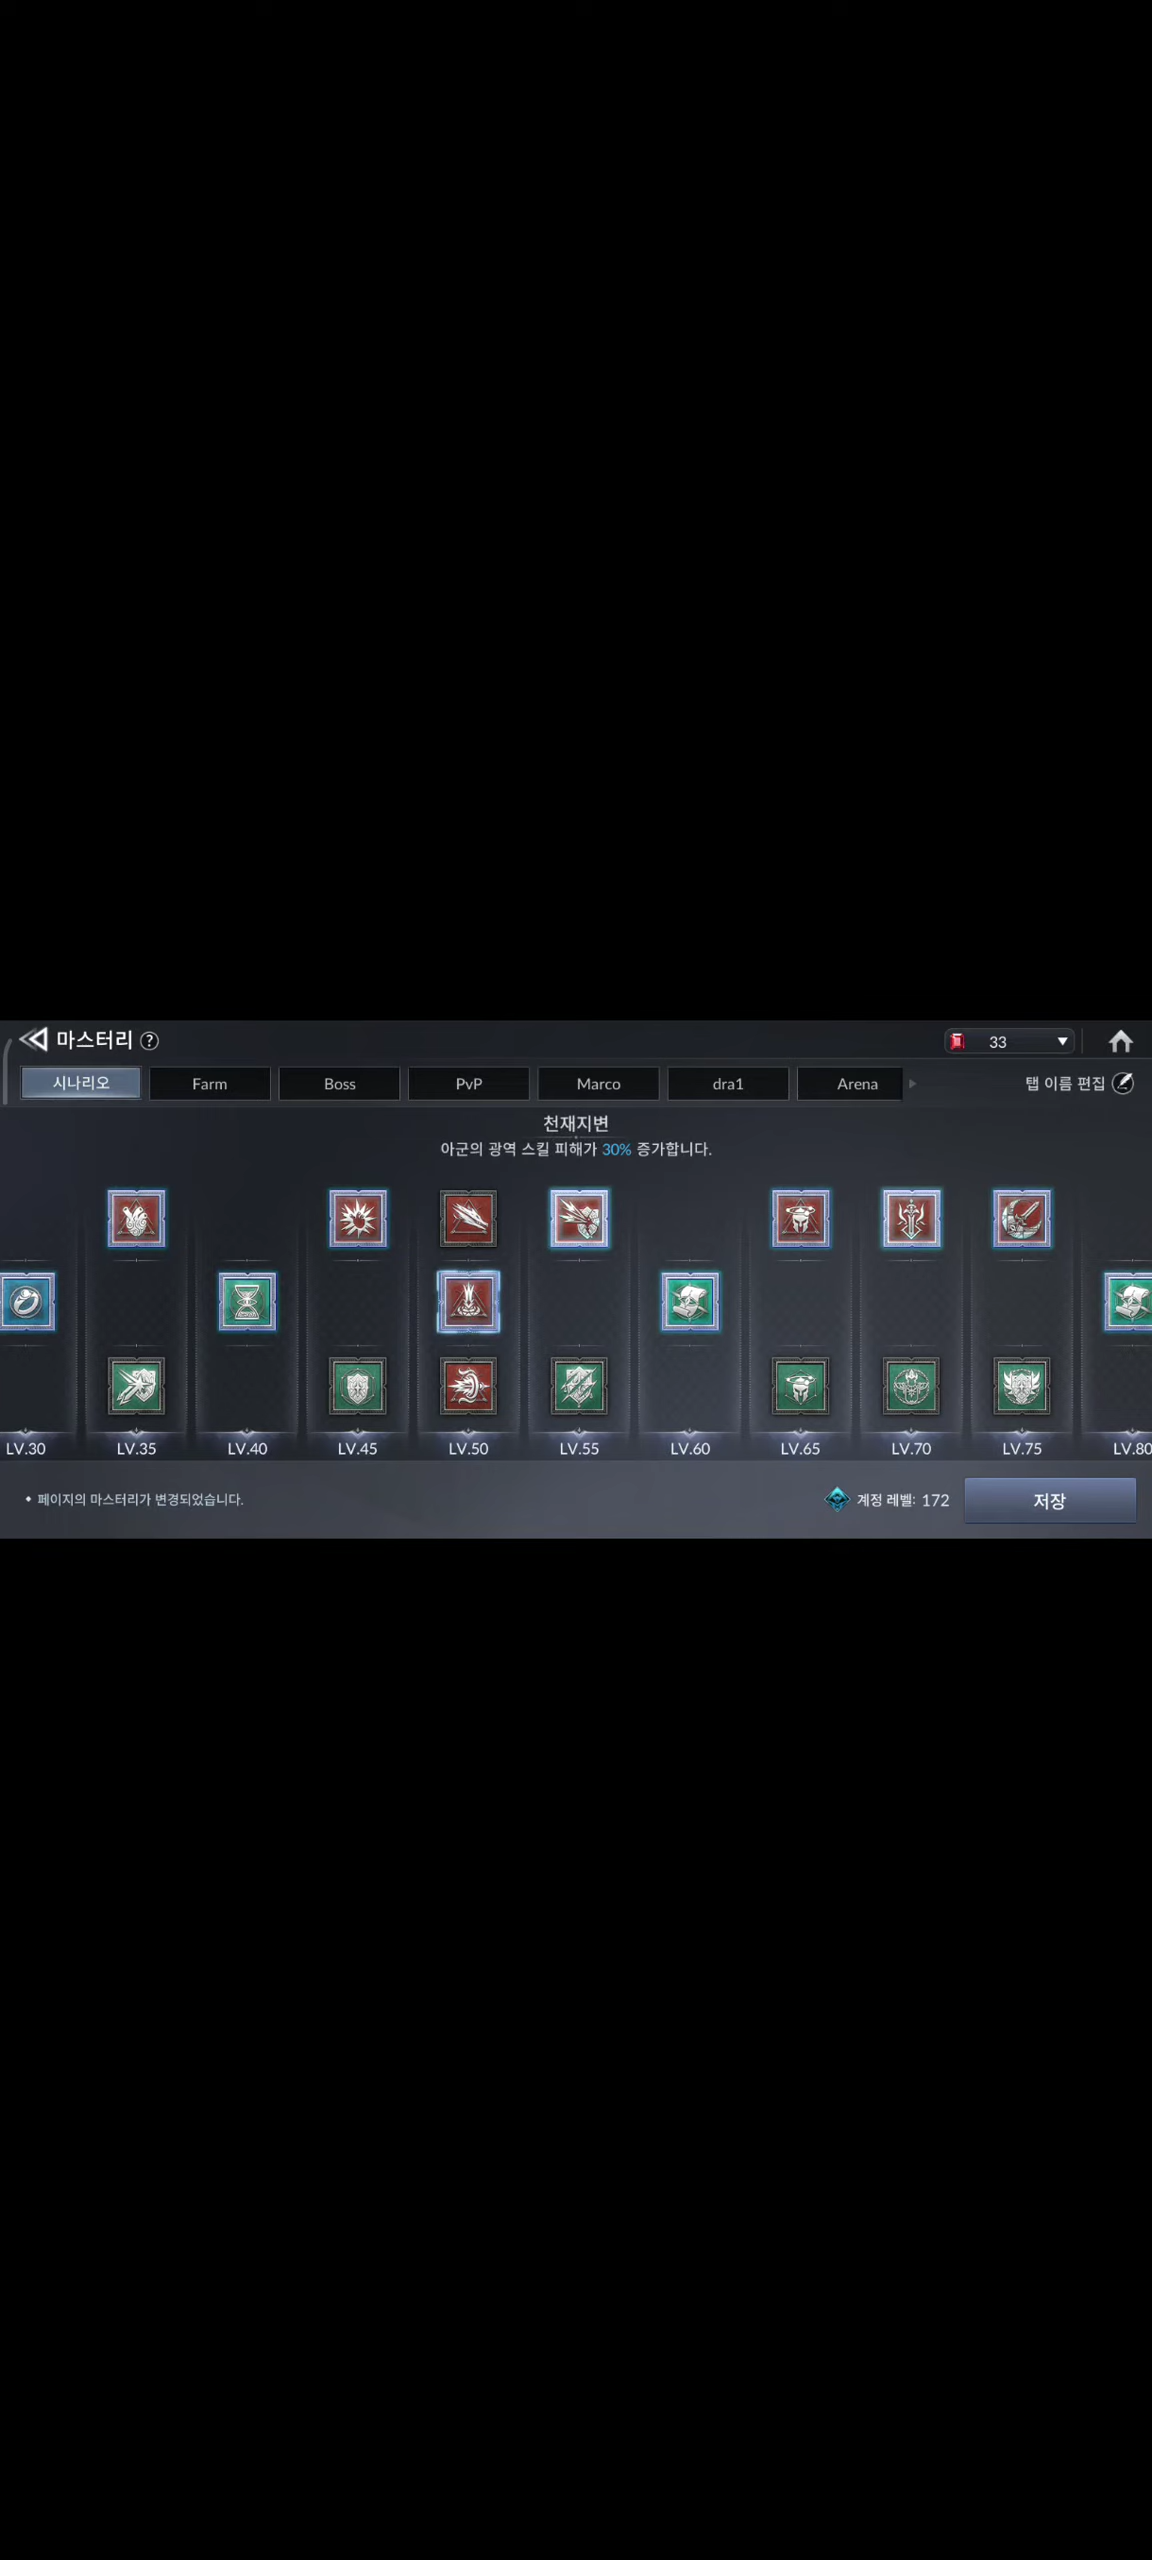 마스터리 ?
33
시나리오 Farm Boss PvP Marco dra1 Arena 탭 이름 편집
천재지변
아군의 광역 스킬 피해가 30% 증가합니다.
LV.30 LV.35 LV.40 LV.45 LV.50 LV.55 LV.60 LV.65 LV.70 LV.75 LV.80
• 페이지의 마스터리가 변경되었습니다.
계정 레벨: 172
저장